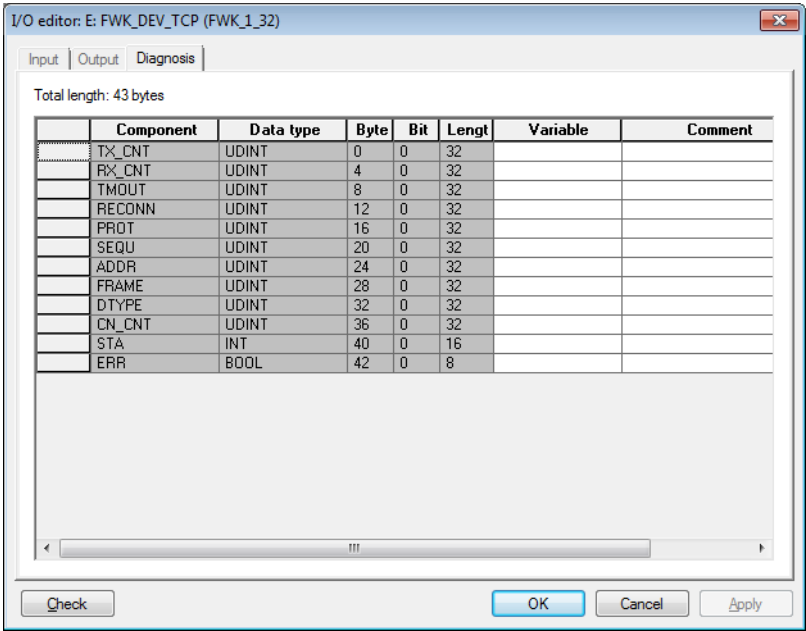 I/O editor: E: FWK_DEV_TCP (FWK_1_32)
Input Output Diagnosis
Total length: 43 bytes
Component Data type Byte Bit Lengt Variable Comment
TX_CNT UDINT 0 0 32
RX_CNT UDINT 4 0 32
TMOUT UDINT 8 0 32
RECONN UDINT 12 0 32
PROT UDINT 16 0 32
SEQU UDINT 20 0 32
ADDR UDINT 24 0 32
FRAME UDINT 28 0 32
DTYPE UDINT 32 0 32
CN_CNT UDINT 36 0 32
STA INT 40 0 16
ERR BOOL 42 0 8
Check OK Cancel Apply